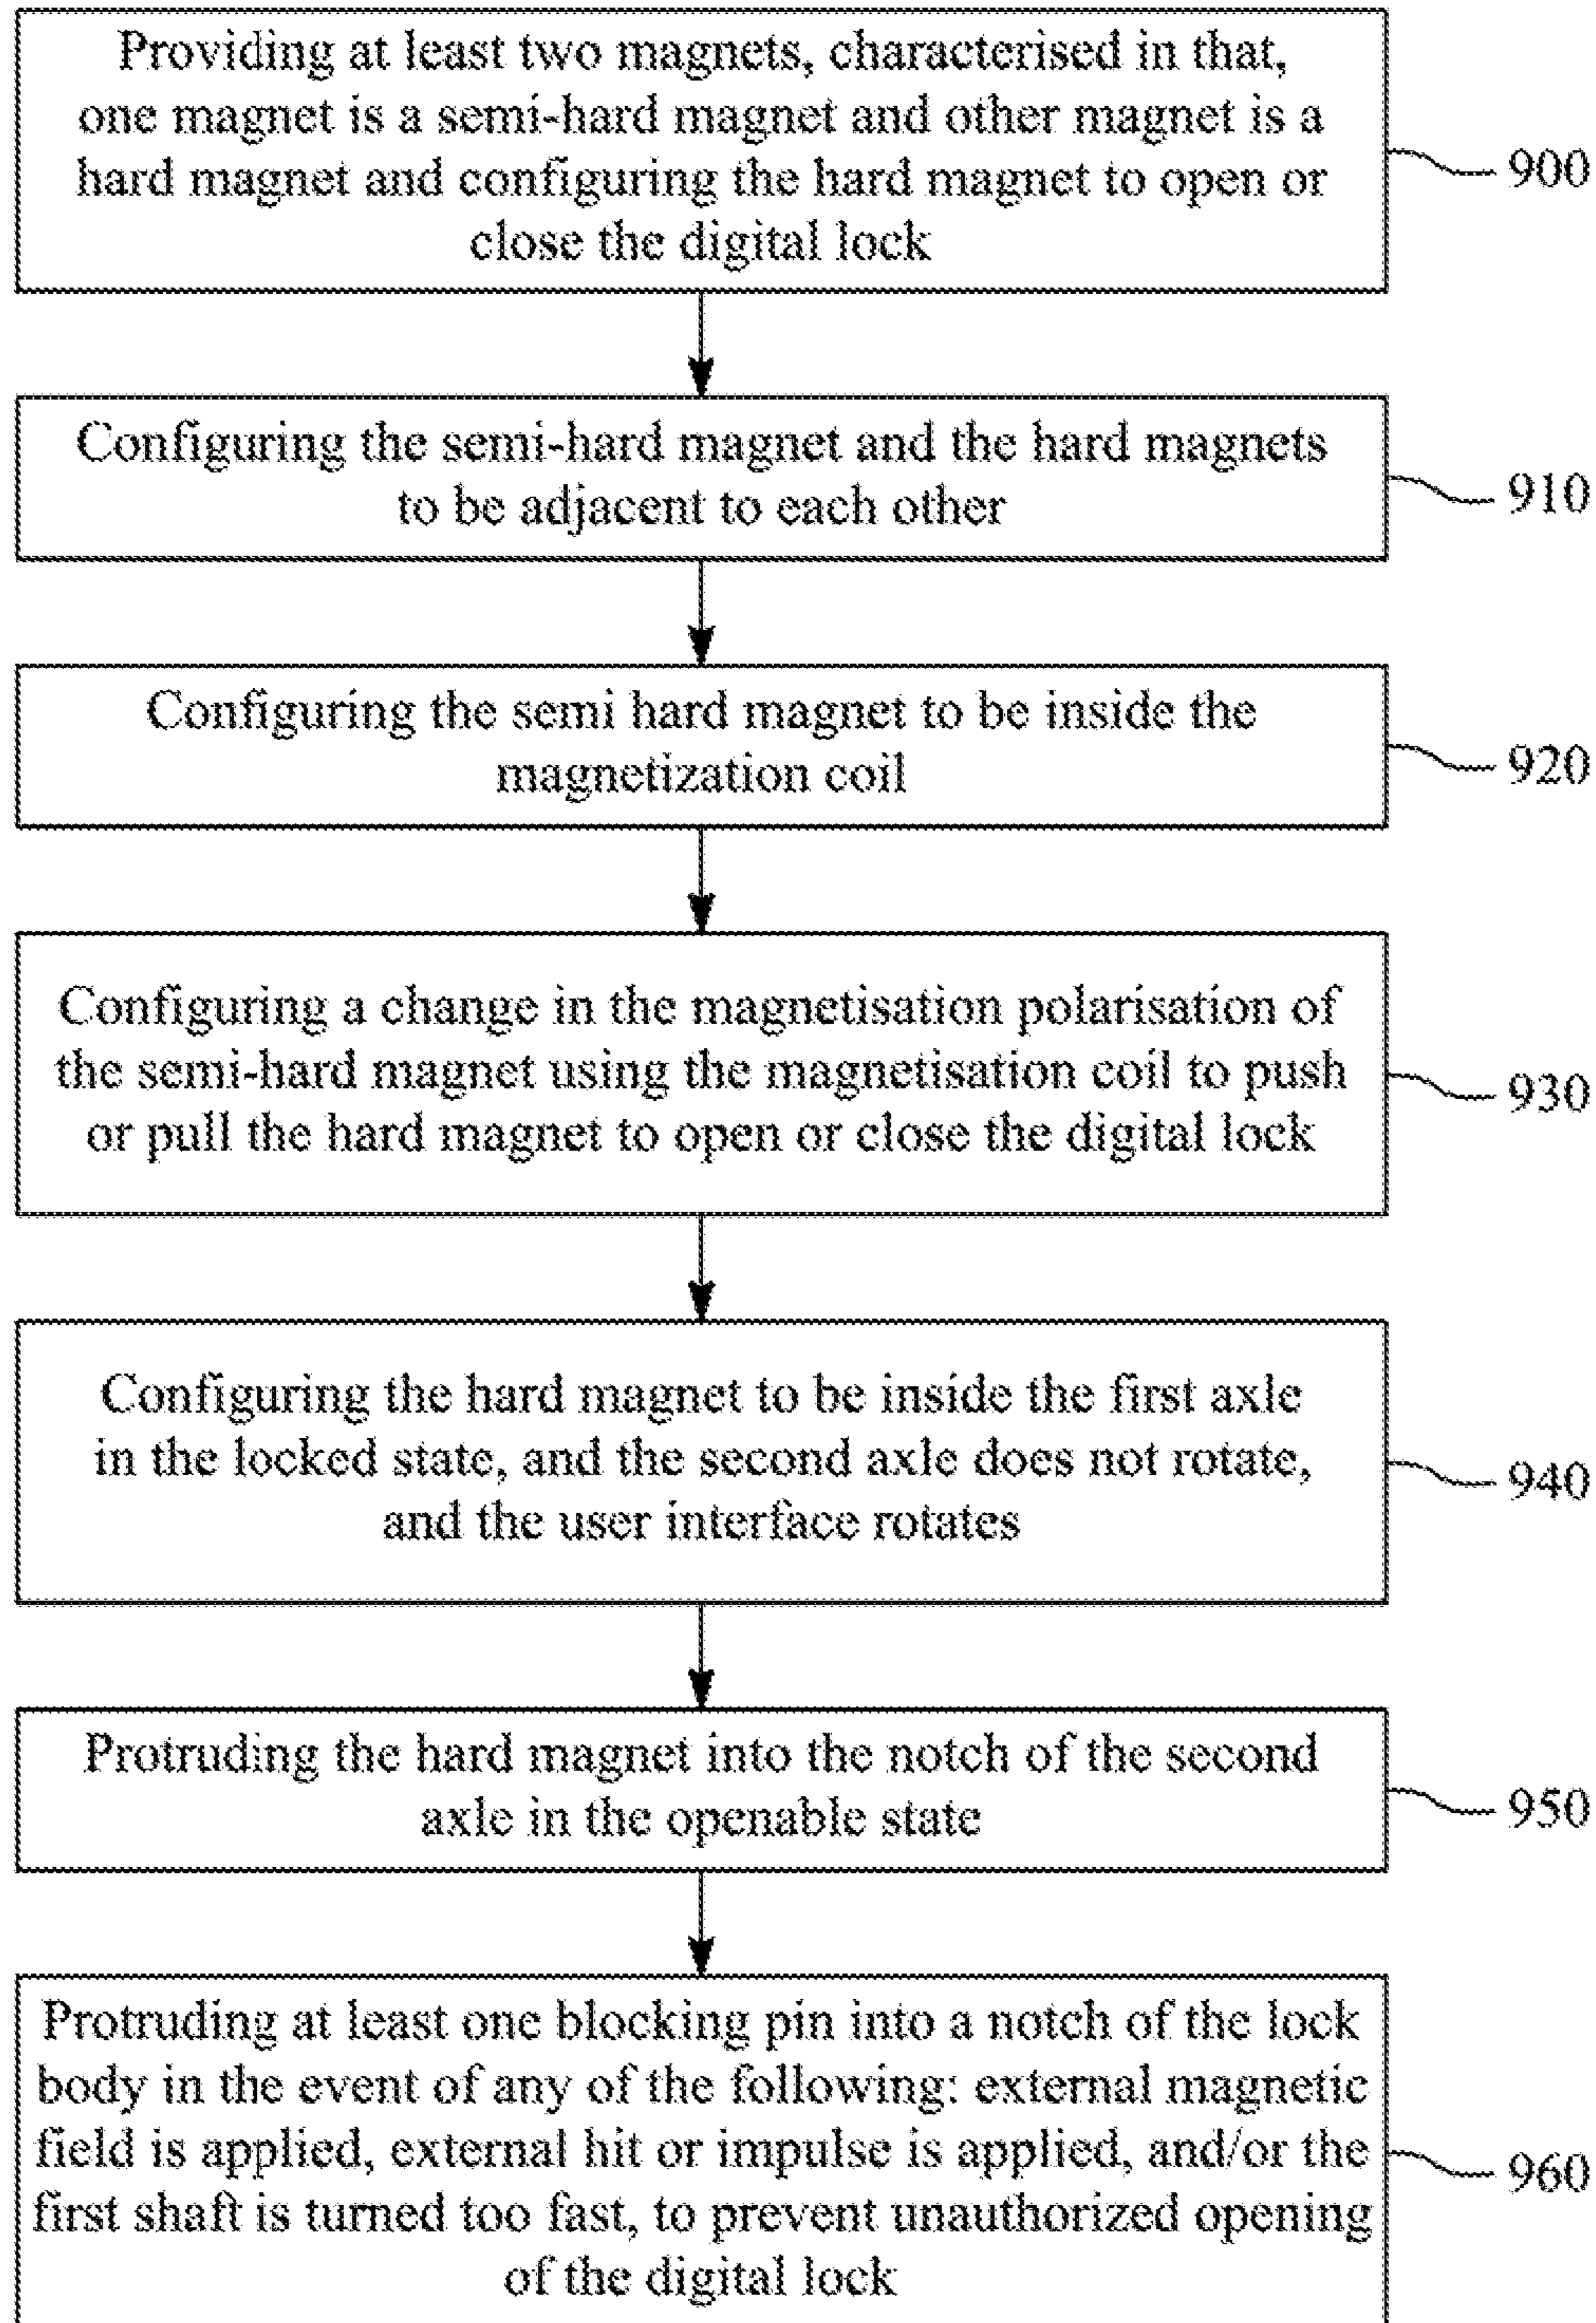 Providing at least two magnets, characterised in that,
one magnet is a semi-hard magnet and other magnet is a
hard magnet and configuring the hard magnet to open or
close the digital lock
900
Configuring the semi-hard magnet and the hard magnets
to be adjacent to each other
910
Configuring the semi hard magnet to be inside the
magnetization coil
920
Configuring a change in the magnetisation polarisation of
the semi-hard magnet using the magnetisation coil to push
or pull the hard magnet to open or close the digital lock
930
Configuring the hard magnet to be inside the first axle
in the locked state, and the second axle does not rotate,
and the user interface rotates
940
Protruding the hard magnet into the notch of the second
axle in the openable state
950
Protruding at least one blocking pin into a notch of the lock
body in the event of any of the following: external magnetic
field is applied, external hit or impulse is applied, and/or the
first shaft is turned too fast, to prevent unauthorized opening
of the digital lock
960